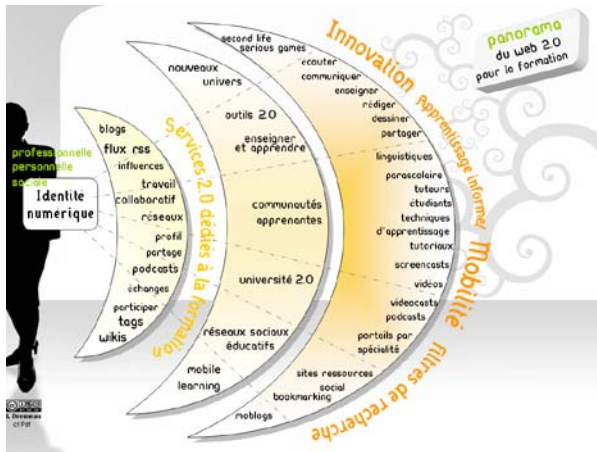 panorama
du web 2.0
pour la formation
professionnelle
personnelle
sociale
Identité
numérique
blogs
flux rss
influences
travail
collaboratif
réseaux
profil
partage
podcasts
échanges
participer
tags
wikis
Services 2.0 dédiés à la formation
nouveaux
univers
outils 2.0
enseigner
et apprendre
communautés
apprenantes
université 2.0
réseaux sociaux
éducatifs
mobile
learning
second life
serious games
écouter
communiquer
enseigner
rédiger
dessiner
partager
linguistiques
parascolaire
tuteurs
étudiants
techniques
d'apprentissage
tutoriaux
screencasts
vidéos
videocasts
podcasts
portails par
spécialité
sites ressources
social
bookmarking
moblogs
Innovation
Apprentissage informel
Mobilité
Filtres de recherche